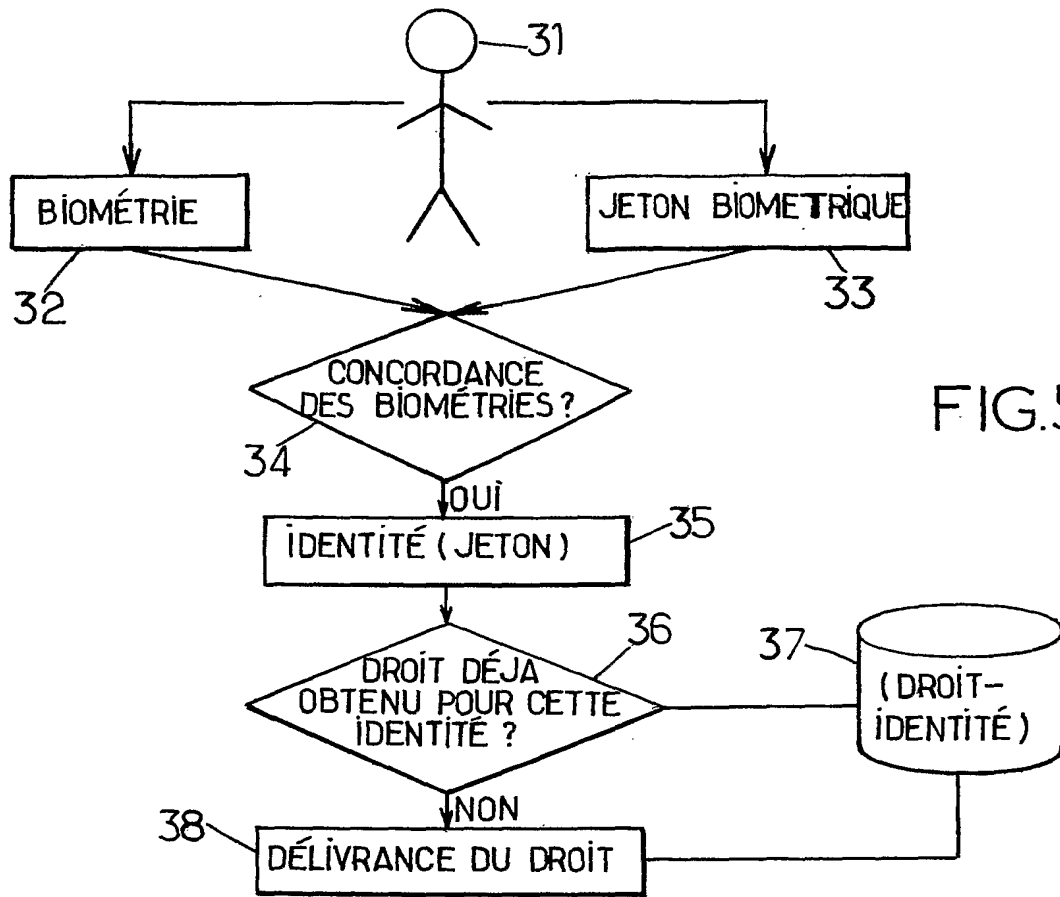 31
BIOMÉTRIE
JETON BIOMETRIQUE
32
33
CONCORDANCE
DES BIOMÉTRIES ?
34
FIG.5
OUI
IDENTITÉ (JETON)
35
36
DROIT DÉJA
OBTENU POUR CETTE
IDENTITÉ ?
37
(DROIT-
IDENTITÉ)
NON
38
DÉLIVRANCE DU DROIT